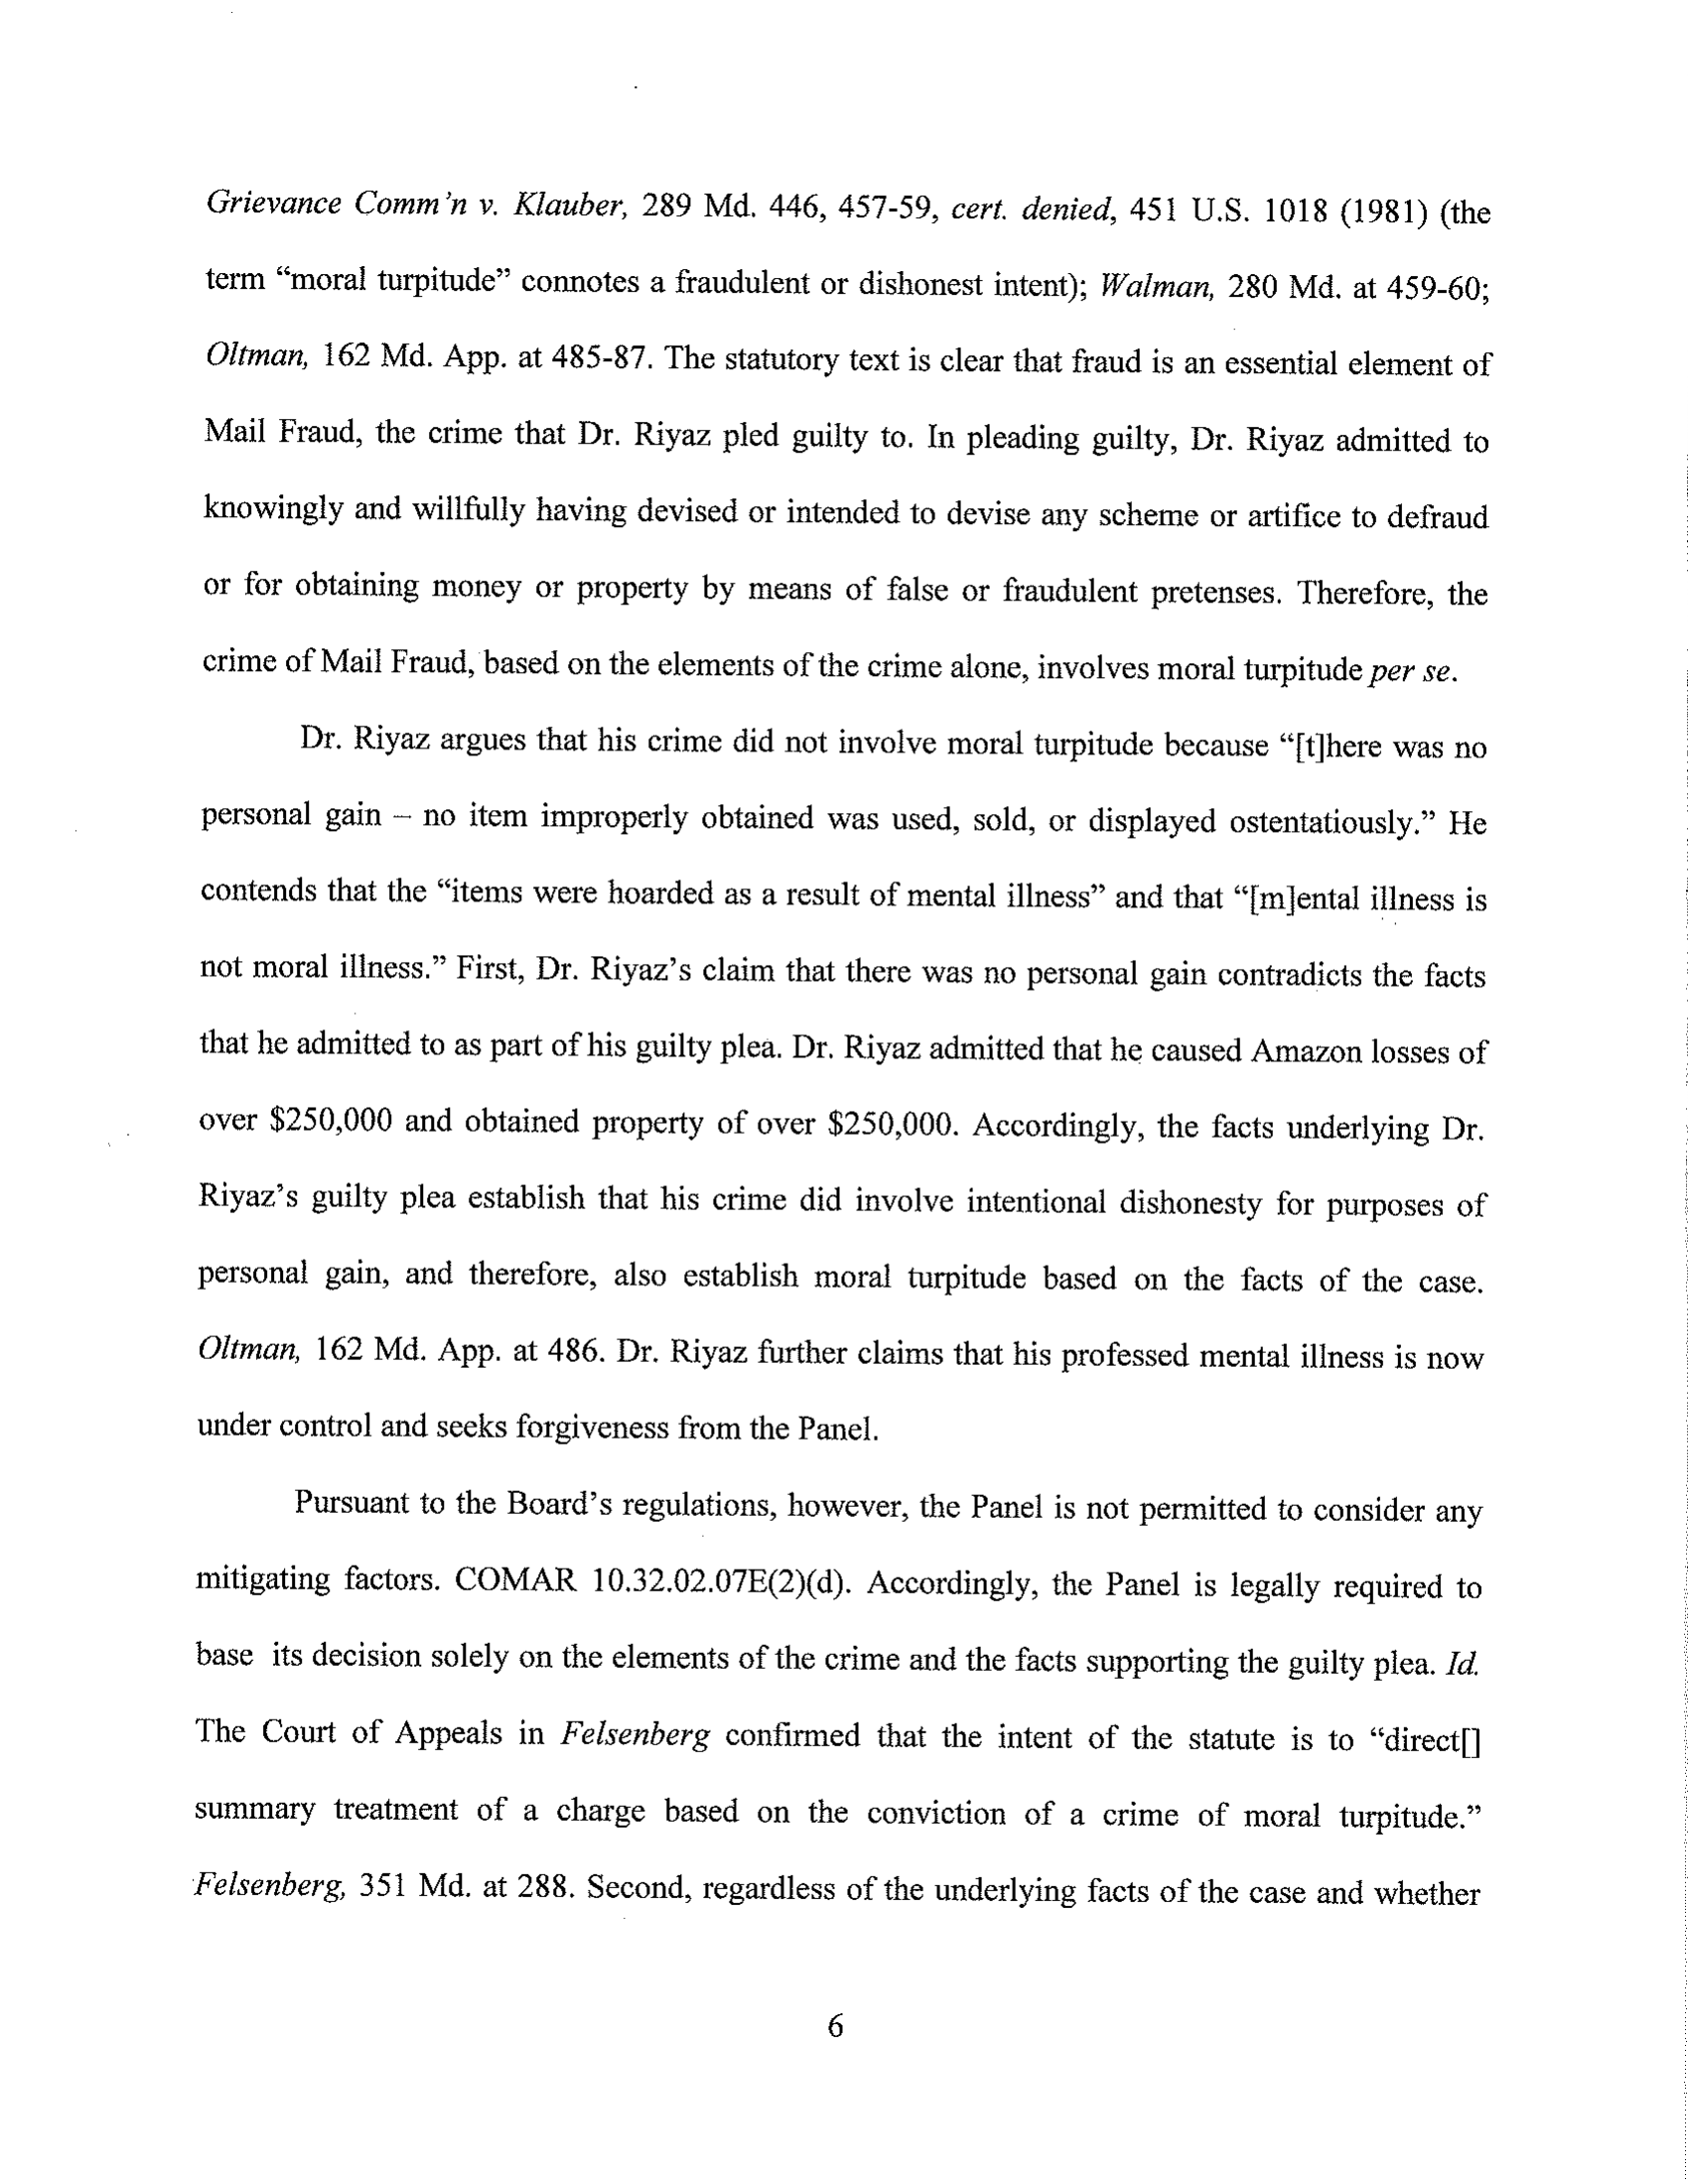 Grievance Comm'n v. Klauber, 289 Md. 446, 457-59, cert. denied, 451 U.S. 1018 (1981) (the
term “moral turpitude” connotes a fraudulent or dishonest intent); Walman, 280 Md. at 459-60;
Oltman, 162 Md. App. at 485-87. The statutory text is clear that fraud is an essential element of
Mail Fraud, the crime that Dr. Riyaz pled guilty to. In pleading guilty, Dr. Riyaz admitted to
knowingly and willfully having devised or intended to devise any scheme or artifice to defraud
or for obtaining money or property by means of false or fraudulent pretenses. Therefore, the
crime of Mail Fraud, based on the elements of the crime alone, involves moral turpitude per se.
Dr. Riyaz argues that his crime did not involve moral turpitude because “[t]here was no
personal gain – no item improperly obtained was used, sold, or displayed ostentatiously.” He
contends that the “items were hoarded as a result of mental illness” and that “[m]ental illness is
not moral illness.” First, Dr. Riyaz’s claim that there was no personal gain contradicts the facts
that he admitted to as part of his guilty plea. Dr. Riyaz admitted that he caused Amazon losses of
over $250,000 and obtained property of over $250,000. Accordingly, the facts underlying Dr.
Riyaz’s guilty plea establish that his crime did involve intentional dishonesty for purposes of
personal gain, and therefore, also establish moral turpitude based on the facts of the case.
Oltman, 162 Md. App. at 486. Dr. Riyaz further claims that his professed mental illness is now
under control and seeks forgiveness from the Panel.
Pursuant to the Board’s regulations, however, the Panel is not permitted to consider any
mitigating factors. COMAR 10.32.02.07E(2)(d). Accordingly, the Panel is legally required to
base its decision solely on the elements of the crime and the facts supporting the guilty plea. Id.
The Court of Appeals in Felsenberg confirmed that the intent of the statute is to “direct[]
summary treatment of a charge based on the conviction of a crime of moral turpitude.”
Felsenberg, 351 Md. at 288. Second, regardless of the underlying facts of the case and whether
6